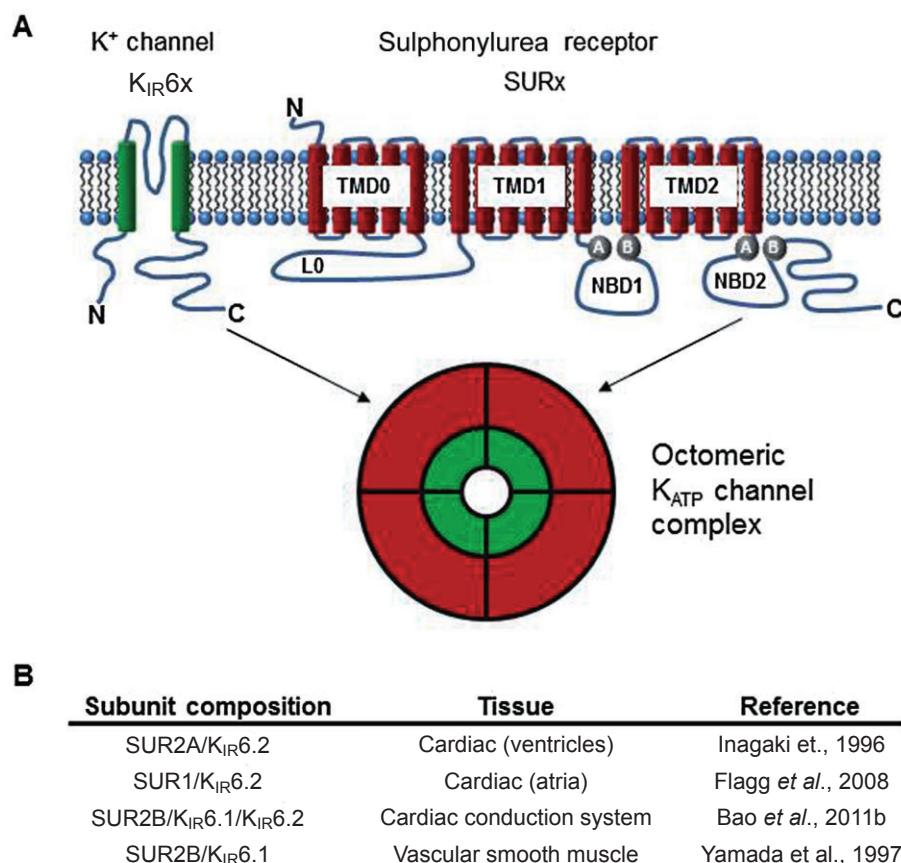 A
K+ channel
KIR6x
Sulphonylurea receptor
SURx
N
TMD0
TMD1
TMD2
L0
A
B
A
B
NBD1
NBD2
N
C
C
Octomeric
KATP channel
complex
B
Subunit composition Tissue Reference
SUR2A/KIR6.2 Cardiac (ventricles) Inagaki et., 1996
SUR1/KIR6.2 Cardiac (atria) Flagg et al., 2008
SUR2B/KIR6.1/KIR6.2 Cardiac conduction system Bao et al., 2011b
SUR2B/KIR6.1 Vascular smooth muscle Yamada et al., 1997